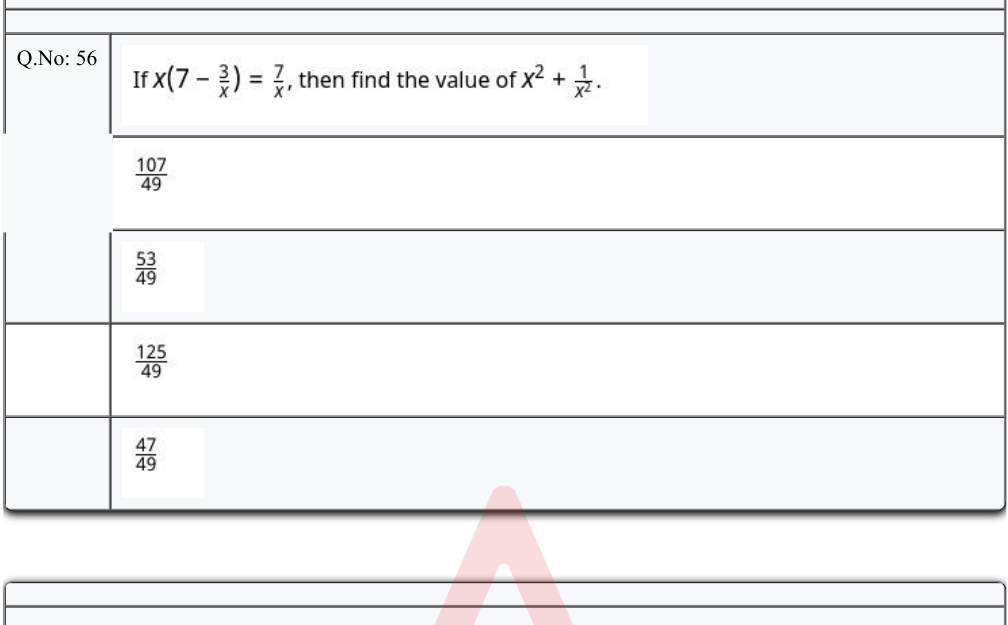 Q.No: 56
If x(7 − 3/x) = 7/x, then find the value of x² + 1/x².
107/49
53/49
125/49
47/49